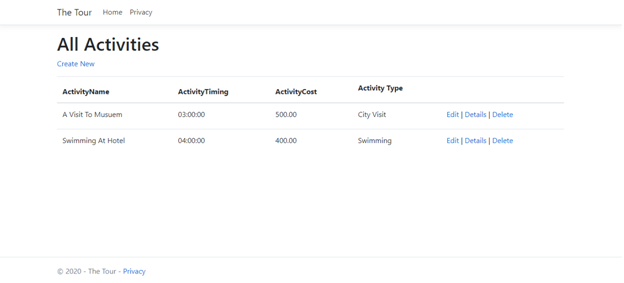 The Tour Home Privacy
All Activities
Create New
ActivityName ActivityTiming ActivityCost Activity Type
A Visit To Musuem 03:00:00 500.00 City Visit Edit | Details | Delete
Swimming At Hotel 04:00:00 400.00 Swimming Edit | Details | Delete
© 2020 - The Tour - Privacy